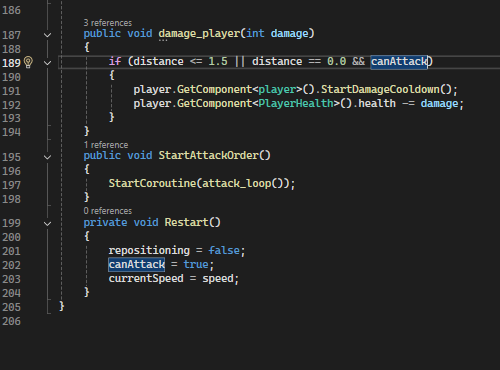 186
3 references
187 public void damage_player(int damage)
188 {
189 if (distance <= 1.5 || distance == 0.0 && canAttack)
190 {
191 player.GetComponent<player>().StartDamageCooldown();
192 player.GetComponent<PlayerHealth>().health -= damage;
193 }
194 }
1 reference
195 public void StartAttackOrder()
196 {
197 StartCoroutine(attack_loop());
198 }
0 references
199 private void Restart()
200 {
201 repositioning = false;
202 canAttack = true;
203 currentSpeed = speed;
204 }
205 }
206